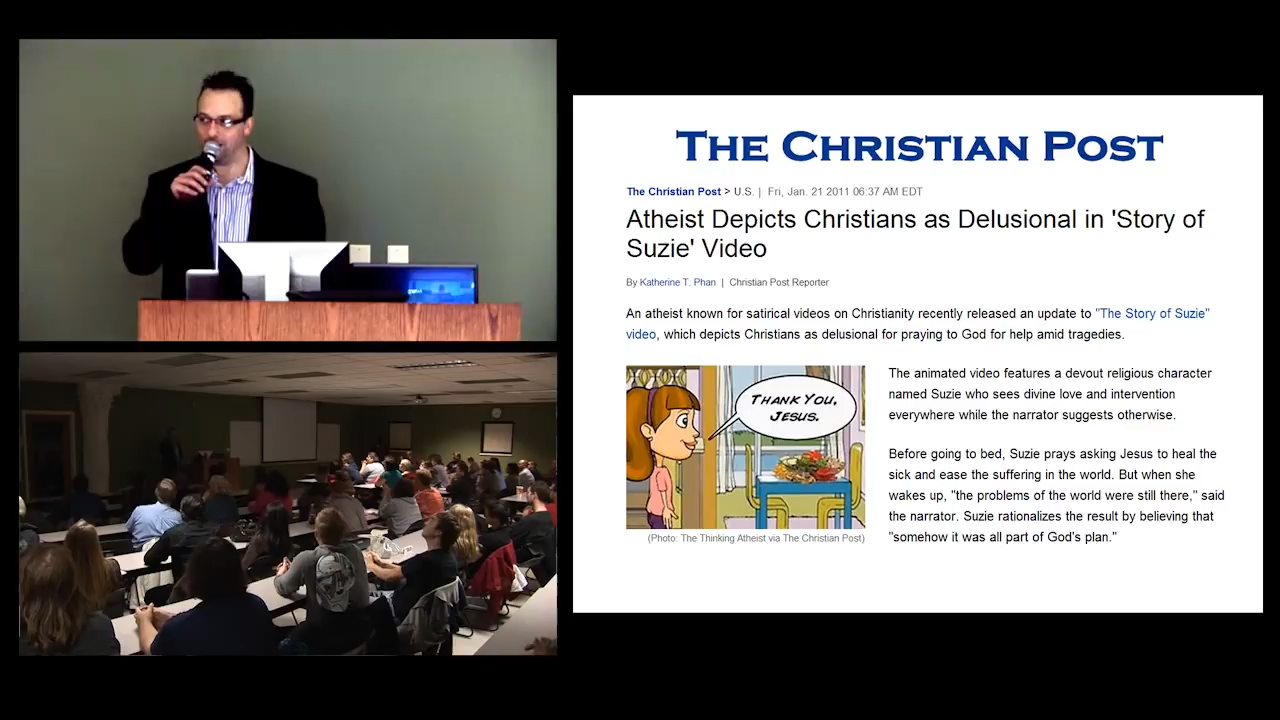 THE CHRISTIAN POST
The Christian Post > U.S. | Fri, Jan. 21 2011 06:37 AM EDT
Atheist Depicts Christians as Delusional in 'Story of
Suzie' Video
By Katherine T. Phan | Christian Post Reporter
An atheist known for satirical videos on Christianity recently released an update to "The Story of Suzie"
video, which depicts Christians as delusional for praying to God for help amid tragedies.
THANK YOU,
JESUS.
(Photo: The Thinking Atheist via The Christian Post)
The animated video features a devout religious character
named Suzie who sees divine love and intervention
everywhere while the narrator suggests otherwise.
Before going to bed, Suzie prays asking Jesus to heal the
sick and ease the suffering in the world. But when she
wakes up, "the problems of the world were still there," said
the narrator. Suzie rationalizes the result by believing that
"somehow it was all part of God's plan."